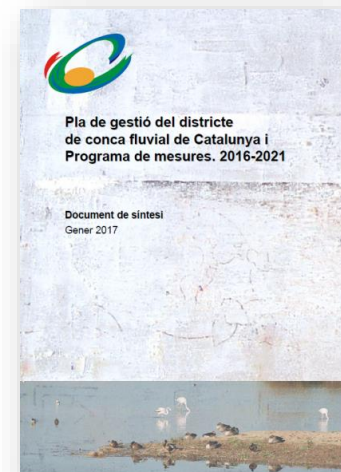 Pla de gestió del districte
de conca fluvial de Catalunya i
Programa de mesures. 2016-2021
Document de síntesi
Gener 2017